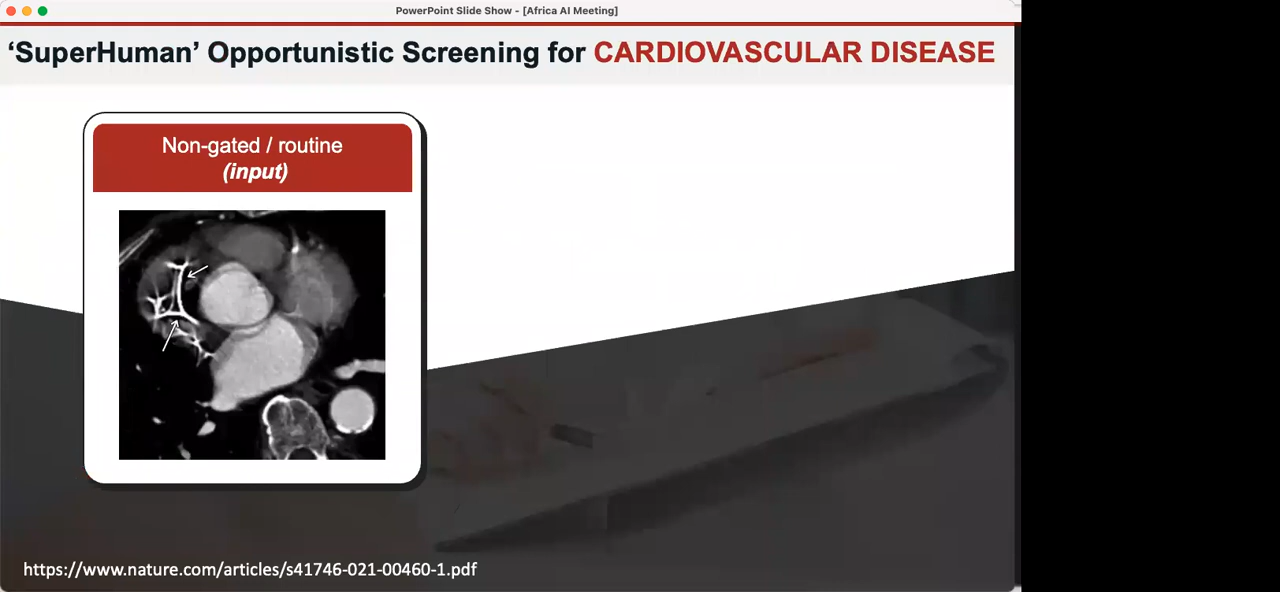 PowerPoint Slide Show - [Africa AI Meeting]
‘SuperHuman’ Opportunistic Screening for CARDIOVASCULAR DISEASE
Non-gated / routine
(input)
https://www.nature.com/articles/s41746-021-00460-1.pdf